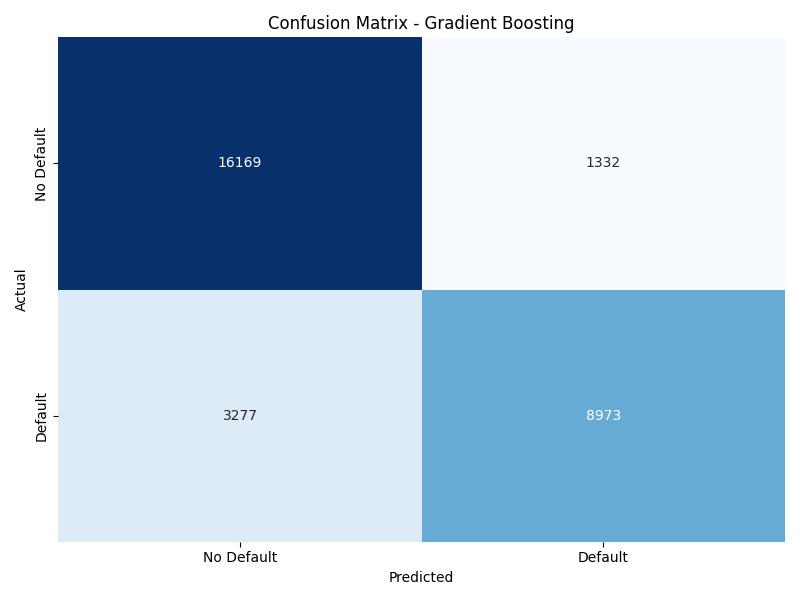 Confusion Matrix - Gradient Boosting
Actual
No Default
16169
1332
Default
3277
8973
No Default
Default
Predicted